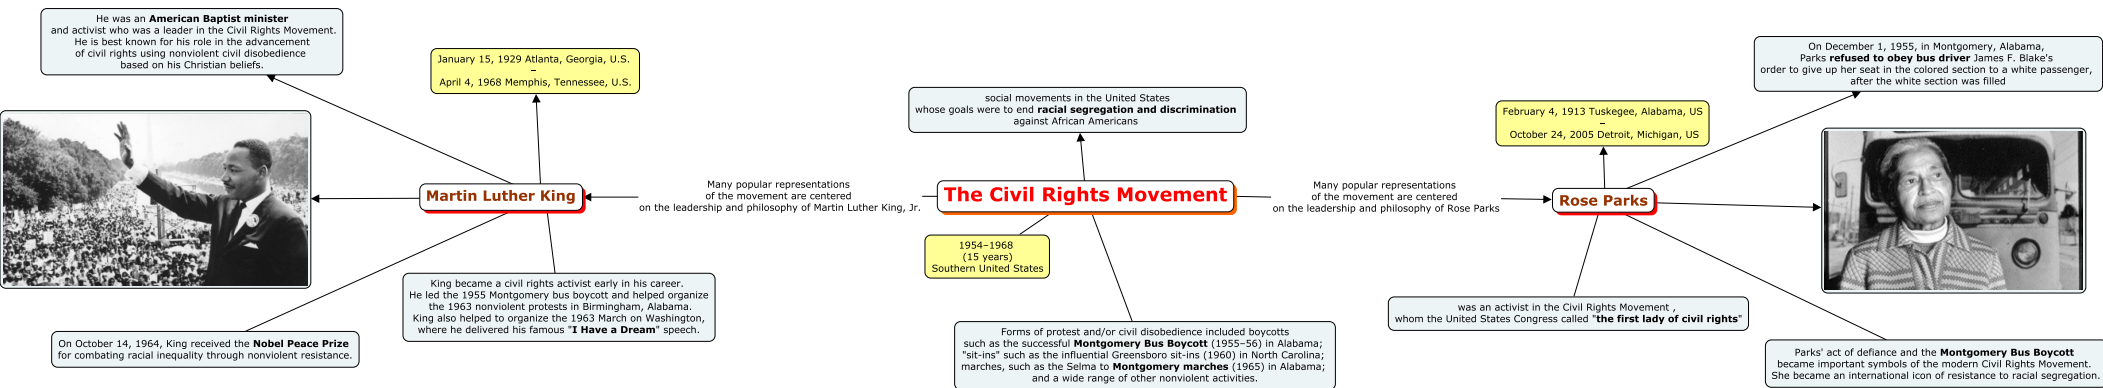 He was an American Baptist minister
and activist who was a leader in the Civil Rights Movement.
He is best known for his role in the advancement
of civil rights using nonviolent civil disobedience
based on his Christian beliefs.
January 15, 1929 Atlanta, Georgia, U.S.
–
April 4, 1968 Memphis, Tennessee, U.S.
Martin Luther King
On October 14, 1964, King received the Nobel Peace Prize
for combating racial inequality through nonviolent resistance.
King became a civil rights activist early in his career.
He led the 1955 Montgomery bus boycott and helped organize
the 1963 nonviolent protests in Birmingham, Alabama.
King also helped to organize the 1963 March on Washington,
where he delivered his famous "I Have a Dream" speech.
Many popular representations
of the movement are centered
on the leadership and philosophy of Martin Luther King, Jr.
social movements in the United States
whose goals were to end racial segregation and discrimination
against African Americans
The Civil Rights Movement
1954–1968
(15 years)
Southern United States
Forms of protest and/or civil disobedience included boycotts
such as the successful Montgomery Bus Boycott (1955–56) in Alabama;
"sit-ins" such as the influential Greensboro sit-ins (1960) in North Carolina;
marches, such as the Selma to Montgomery marches (1965) in Alabama;
and a wide range of other nonviolent activities.
Many popular representations
of the movement are centered
on the leadership and philosophy of Rose Parks
On December 1, 1955, in Montgomery, Alabama,
Parks refused to obey bus driver James F. Blake's
order to give up her seat in the colored section to a white passenger,
after the white section was filled
February 4, 1913 Tuskegee, Alabama, US
–
October 24, 2005 Detroit, Michigan, US
Rose Parks
was an activist in the Civil Rights Movement ,
whom the United States Congress called "the first lady of civil rights"
Parks' act of defiance and the Montgomery Bus Boycott
became important symbols of the modern Civil Rights Movement.
She became an international icon of resistance to racial segregation.